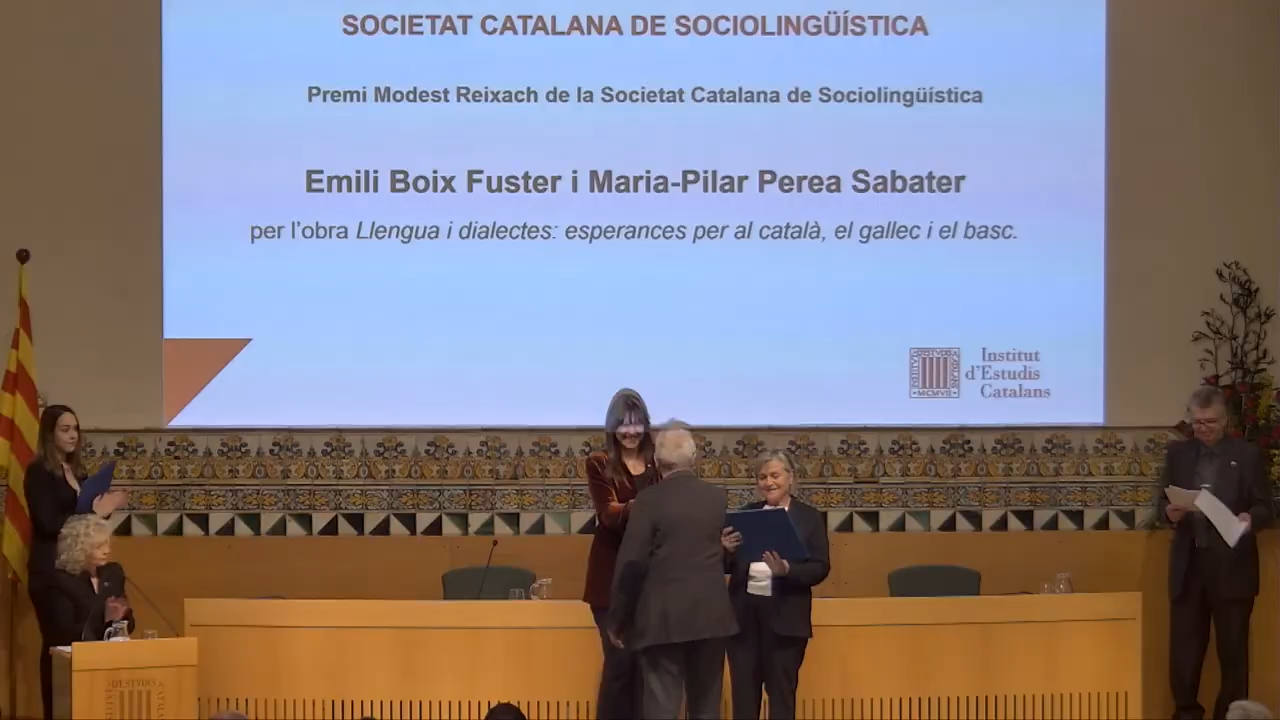 SOCIETAT CATALANA DE SOCIOLINGÜÍSTICA
Premi Modest Reixach de la Societat Catalana de Sociolingüística
Emili Boix Fuster i Maria-Pilar Perea Sabater
per l'obra Llengua i dialectes: esperances per al català, el gallec i el basc.
Institut
d'Estudis
Catalans
MCMVII